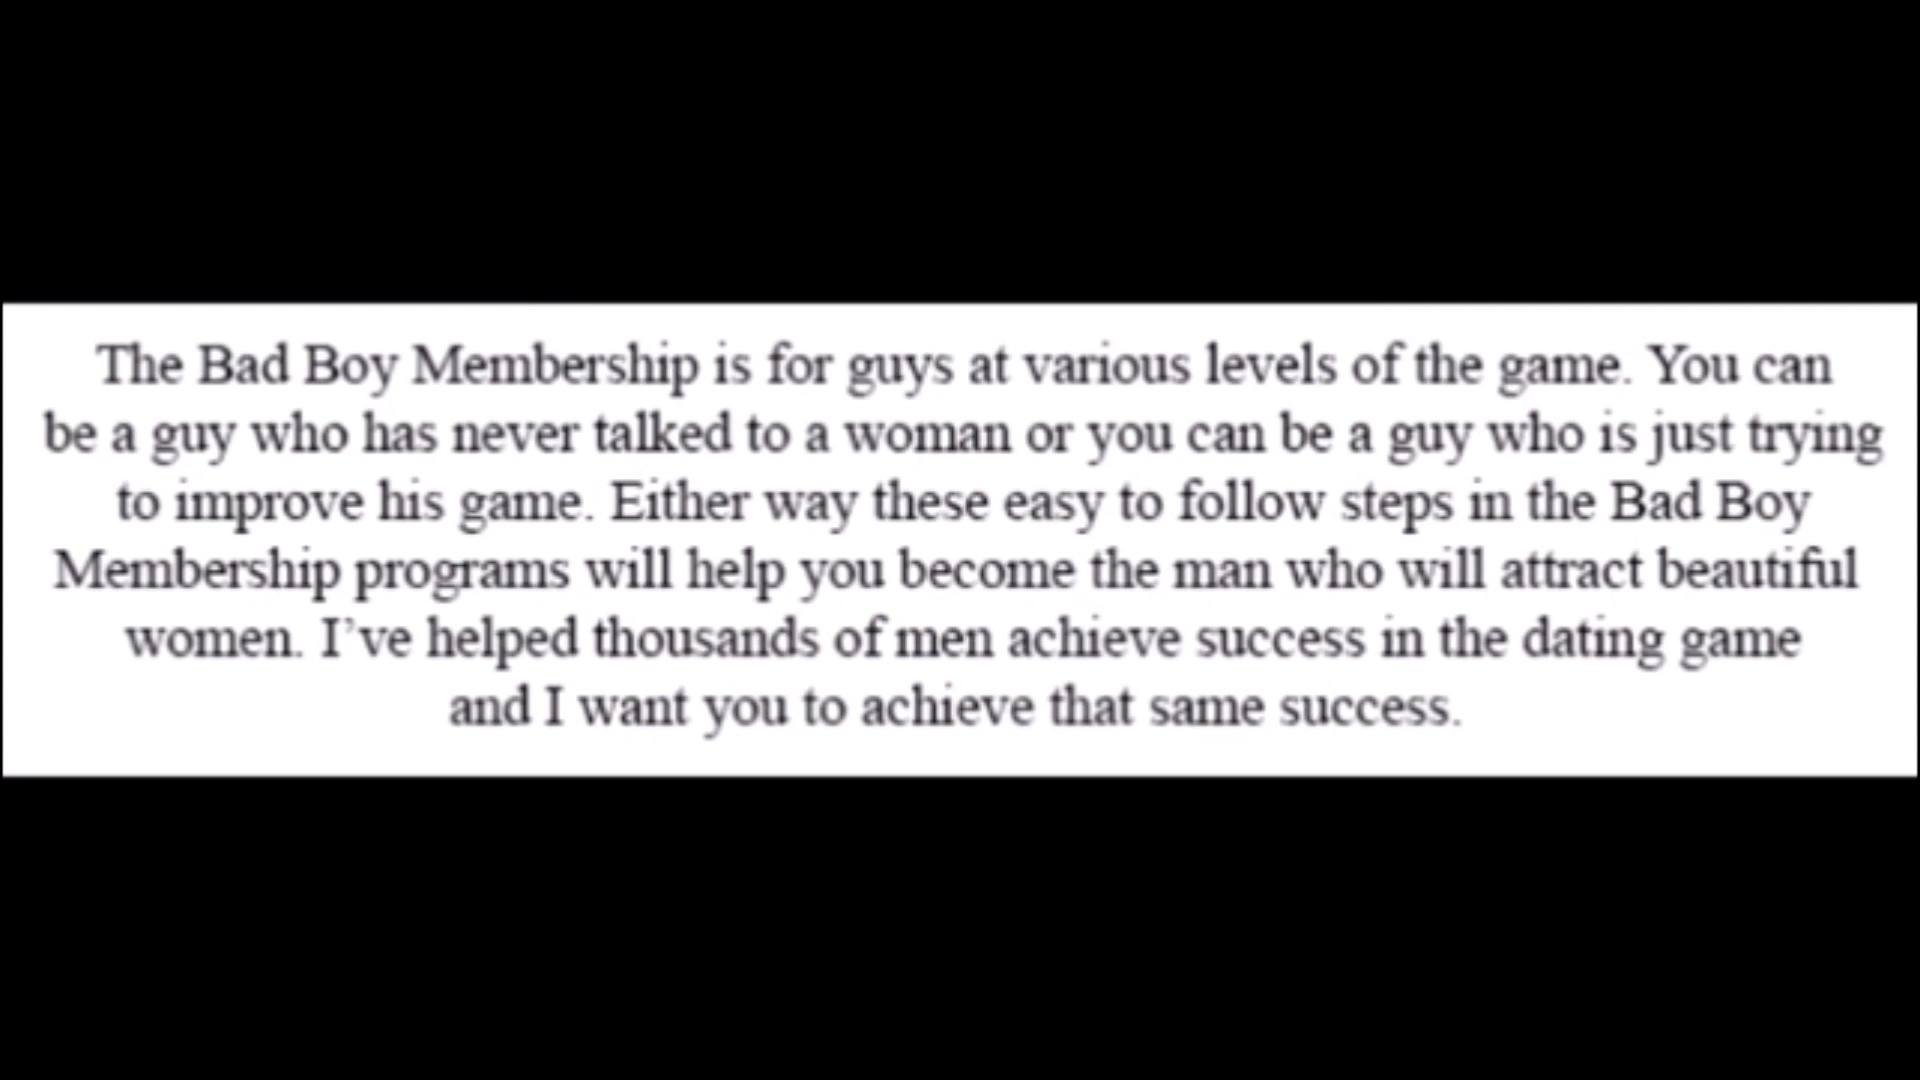 The Bad Boy Membership is for guys at various levels of the game. You can
be a guy who has never talked to a woman or you can be a guy who is just trying
to improve his game. Either way these easy to follow steps in the Bad Boy
Membership programs will help you become the man who will attract beautiful
women. I’ve helped thousands of men achieve success in the dating game
and I want you to achieve that same success.